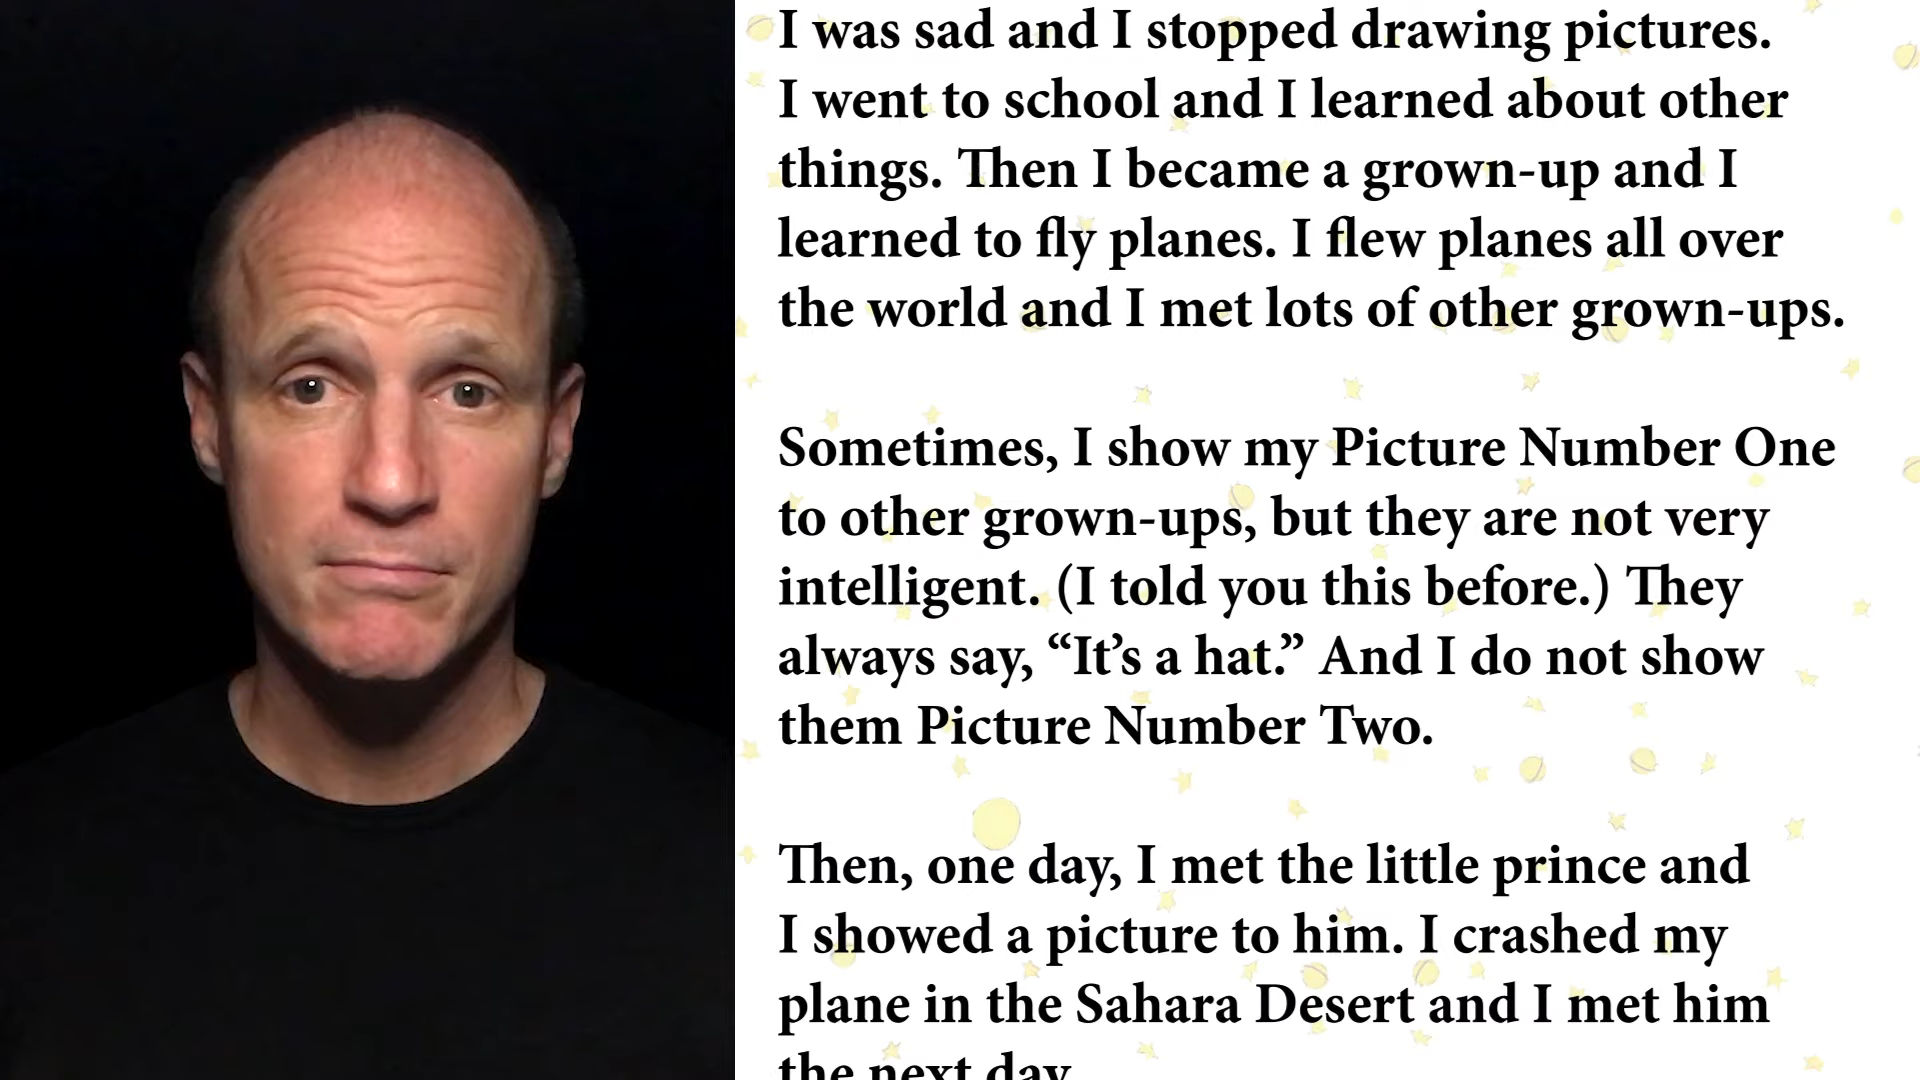 I was sad and I stopped drawing pictures.
I went to school and I learned about other
things. Then I became a grown-up and I
learned to fly planes. I flew planes all over
the world and I met lots of other grown-ups.
Sometimes, I show my Picture Number One
to other grown-ups, but they are not very
intelligent. (I told you this before.) They
always say, “It’s a hat.” And I do not show
them Picture Number Two.
Then, one day, I met the little prince and
I showed a picture to him. I crashed my
plane in the Sahara Desert and I met him
the next day.